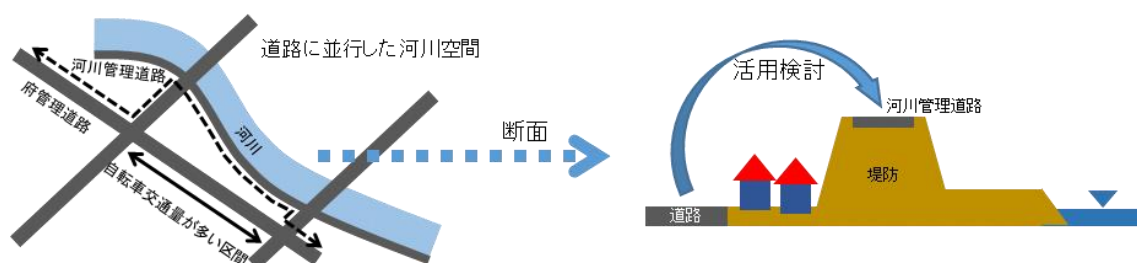 道路に並行した河川空間
河川管理道路
府管理道路
河川
自転車交通量が多い区間
断面
活用検討
河川管理道路
堤防
道路